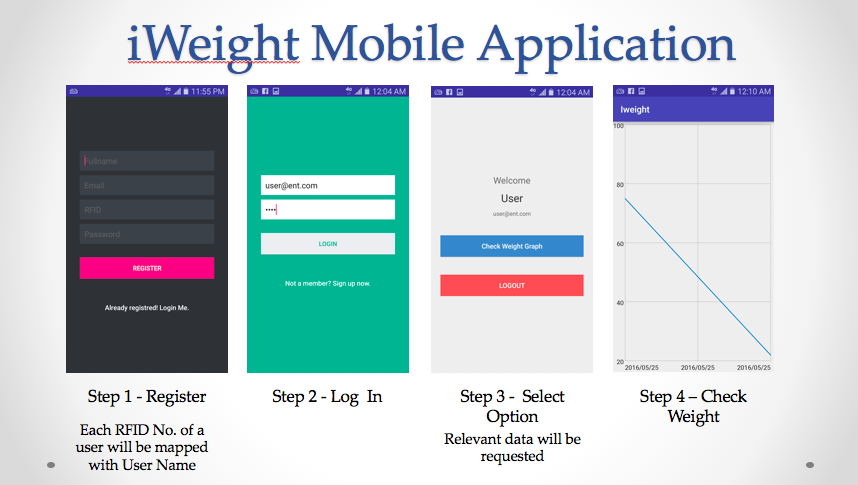 iWeight Mobile Application
4G 11:55 PM
Fullname
Email
RFID
Password
REGISTER
Already registred! Login Me.
Step 1 - Register
Each RFID No. of a
user will be mapped
with User Name
4G 12:04 AM
user@ent.com
••••
LOGIN
Not a member? Sign up now.
Step 2 - Log In
4G 12:04 AM
Welcome
User
user@ent.com
Check Weight Graph
LOGOUT
Step 3 - Select
Option
Relevant data will be
requested
4G 12:10 AM
Iweight
100
80
60
40
20
2016/05/25 2016/05/25 2016/05/25
Step 4 – Check
Weight